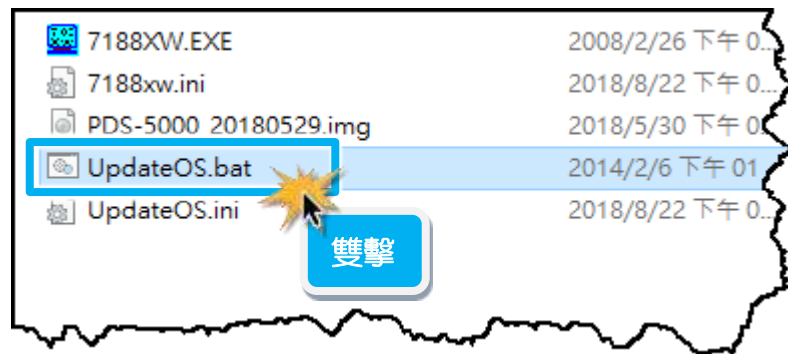 7188XW.EXE 2008/2/26 下午 0...
7188xw.ini 2018/8/22 下午 0...
PDS-5000_20180529.img 2018/5/30 下午 0
UpdateOS.bat 2014/2/6 下午 01
UpdateOS.ini 2018/8/22 下午 0...
雙擊